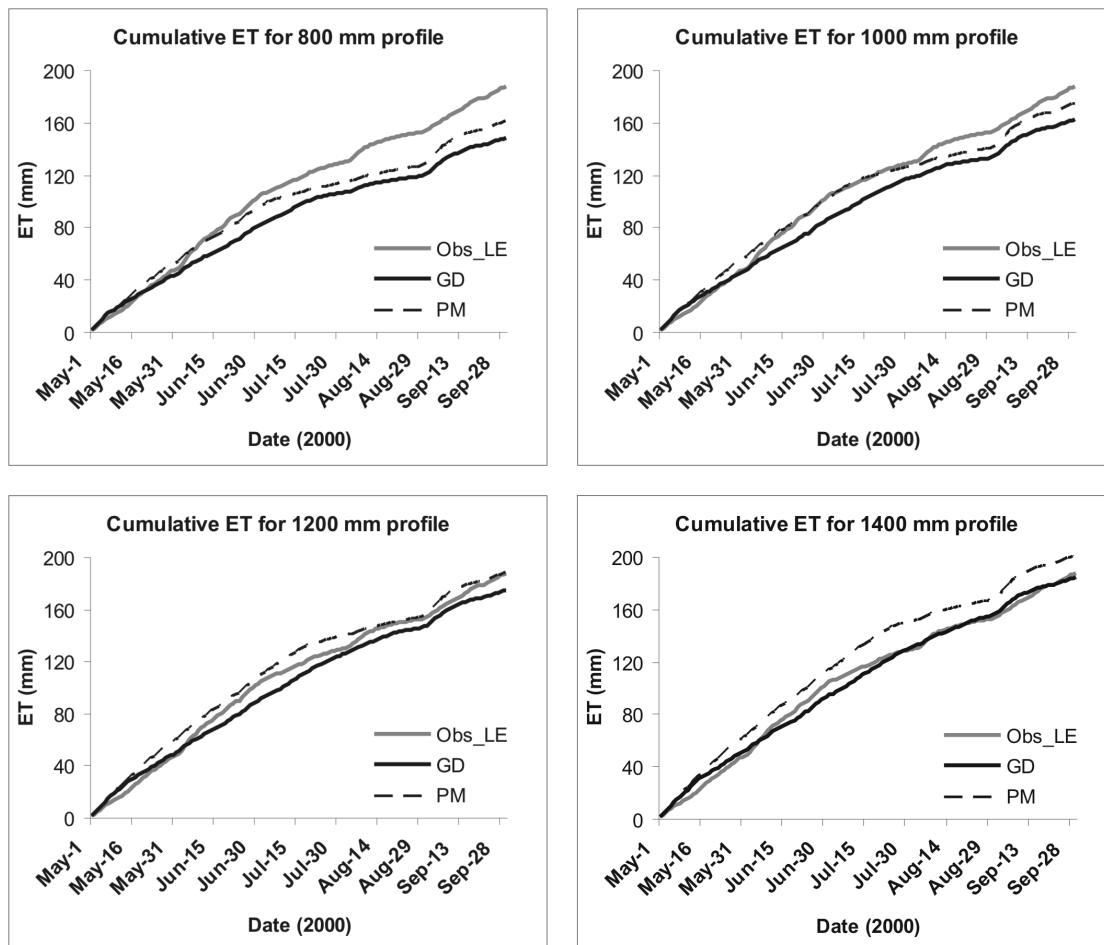 Cumulative ET for 800 mm profile
200
160
120
80
40
0
ET (mm)
Obs_LE
GD
PM
May-1
May-16
May-31
Jun-15
Jun-30
Jul-15
Jul-30
Aug-14
Aug-29
Sep-13
Sep-28
Date (2000)
Cumulative ET for 1000 mm profile
200
160
120
80
40
0
ET (mm)
Obs_LE
GD
PM
May-1
May-16
May-31
Jun-15
Jun-30
Jul-15
Jul-30
Aug-14
Aug-29
Sep-13
Sep-28
Date (2000)
Cumulative ET for 1200 mm profile
200
160
120
80
40
0
ET (mm)
Obs_LE
GD
PM
May-1
May-16
May-31
Jun-15
Jun-30
Jul-15
Jul-30
Aug-14
Aug-29
Sep-13
Sep-28
Date (2000)
Cumulative ET for 1400 mm profile
200
160
120
80
40
0
ET (mm)
Obs_LE
GD
PM
May-1
May-16
May-31
Jun-15
Jun-30
Jul-15
Jul-30
Aug-14
Aug-29
Sep-13
Sep-28
Date (2000)